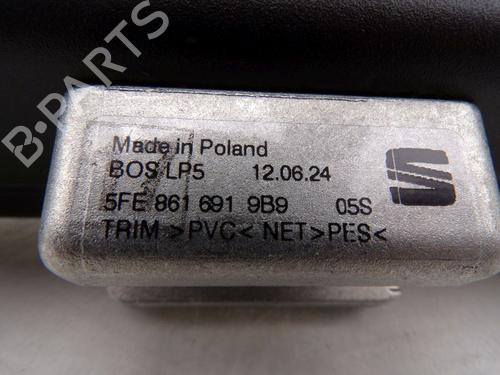 B-PARTS
Made in Poland
BOS LP5 12.06.24
5FE 861 691 9B9 05S
TRIM >PVC< NET>PES<